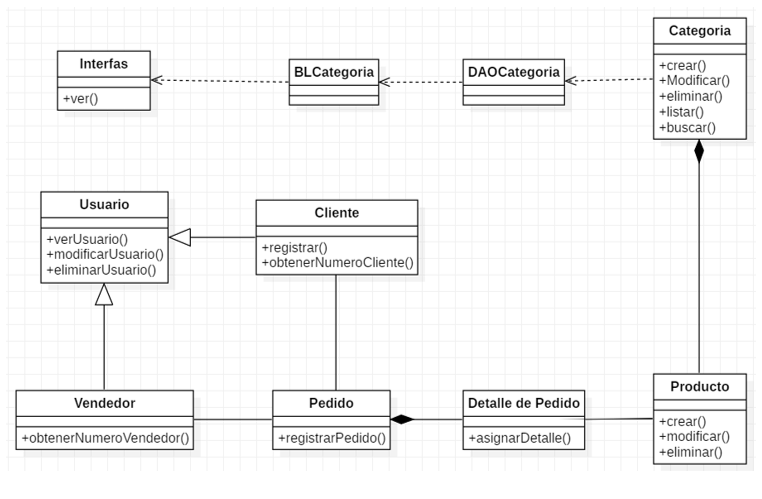 Interfas
+ver()
BLCategoria
DAOCategoria
Categoria
+crear()
+Modificar()
+eliminar()
+listar()
+buscar()
Usuario
+verUsuario()
+modificarUsuario()
+eliminarUsuario()
Cliente
+registrar()
+obtenerNumeroCliente()
Vendedor
+obtenerNumeroVendedor()
Pedido
+registrarPedido()
Detalle de Pedido
+asignarDetalle()
Producto
+crear()
+modificar()
+eliminar()